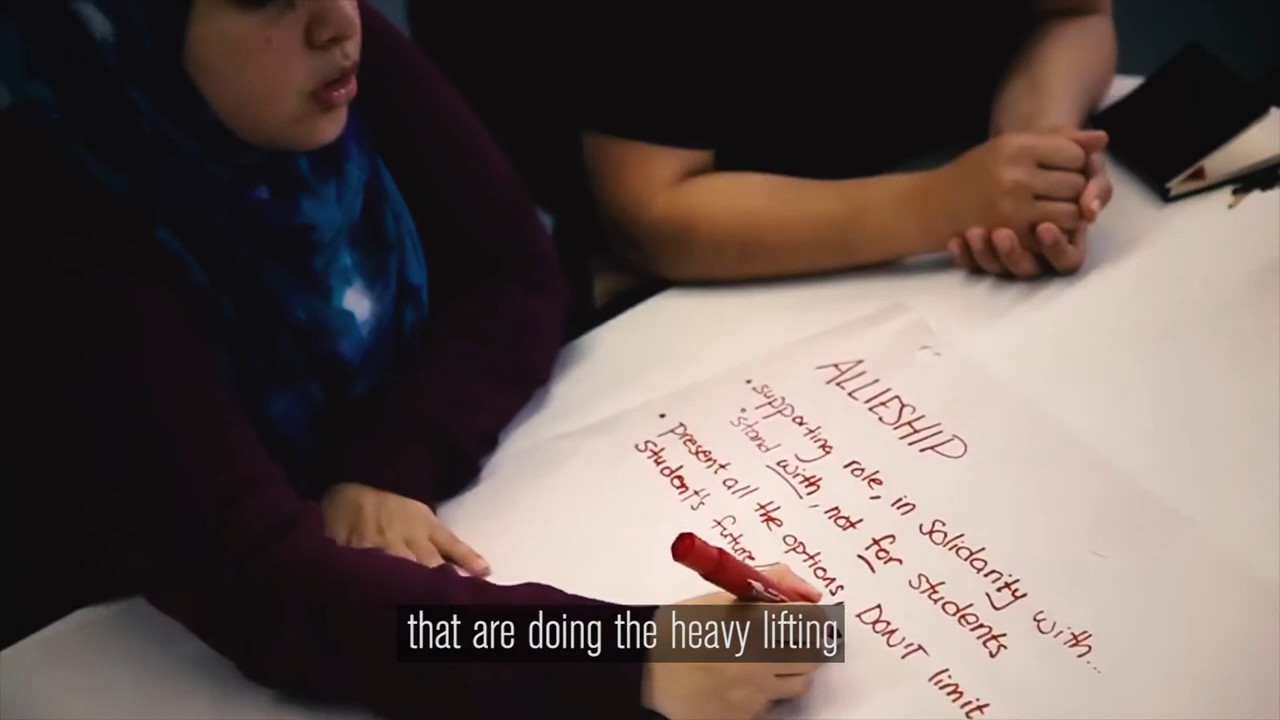 ALLIESHIP
• supporting role, in Solidarity with...
• stand with, not for students
• present all the options DON'T limit
student's future!
that are doing the heavy lifting